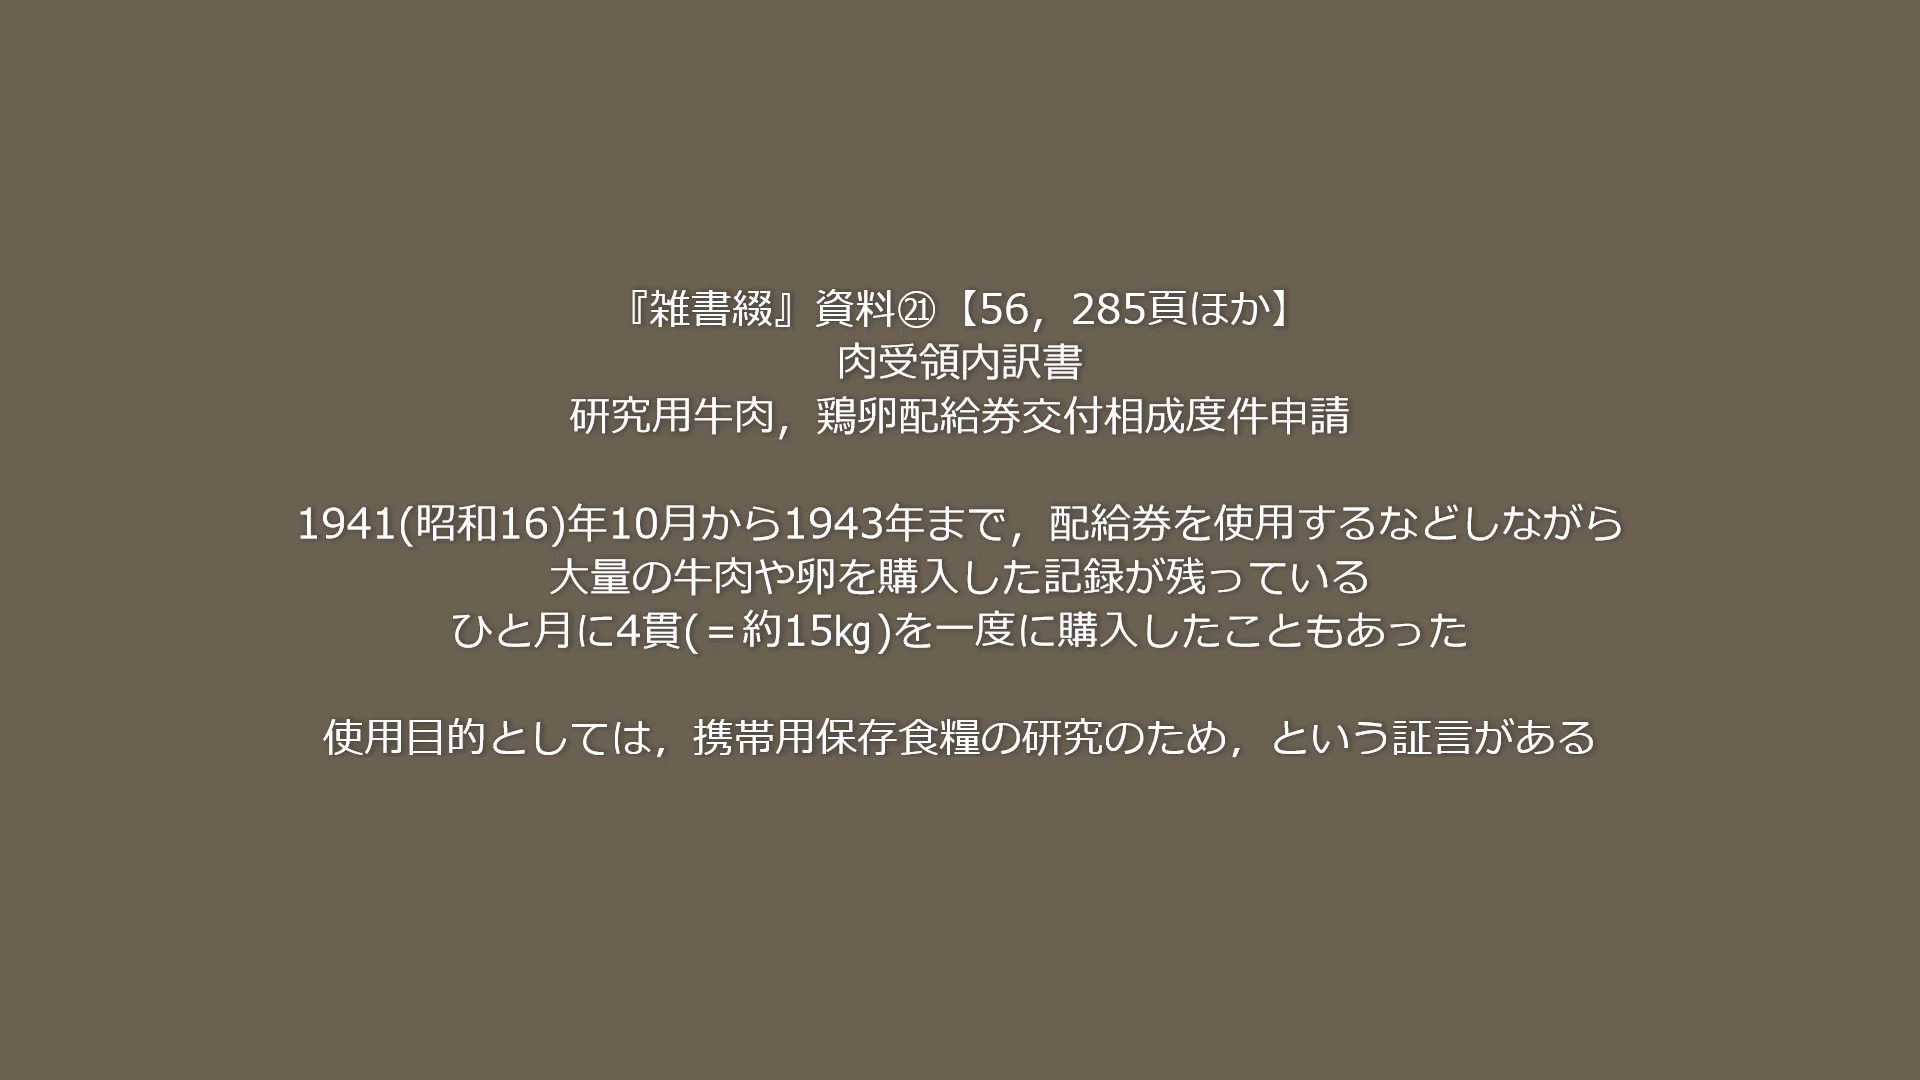 『雑書綴』資料㉑【56，285頁ほか】
肉受領内訳書
研究用牛肉，鶏卵配給券交付相成度件申請
1941(昭和16)年10月から1943年まで，配給券を使用するなどしながら
大量の牛肉や卵を購入した記録が残っている
ひと月に4貫(＝約15㎏)を一度に購入したこともあった
使用目的としては，携帯用保存食糧の研究のため，という証言がある